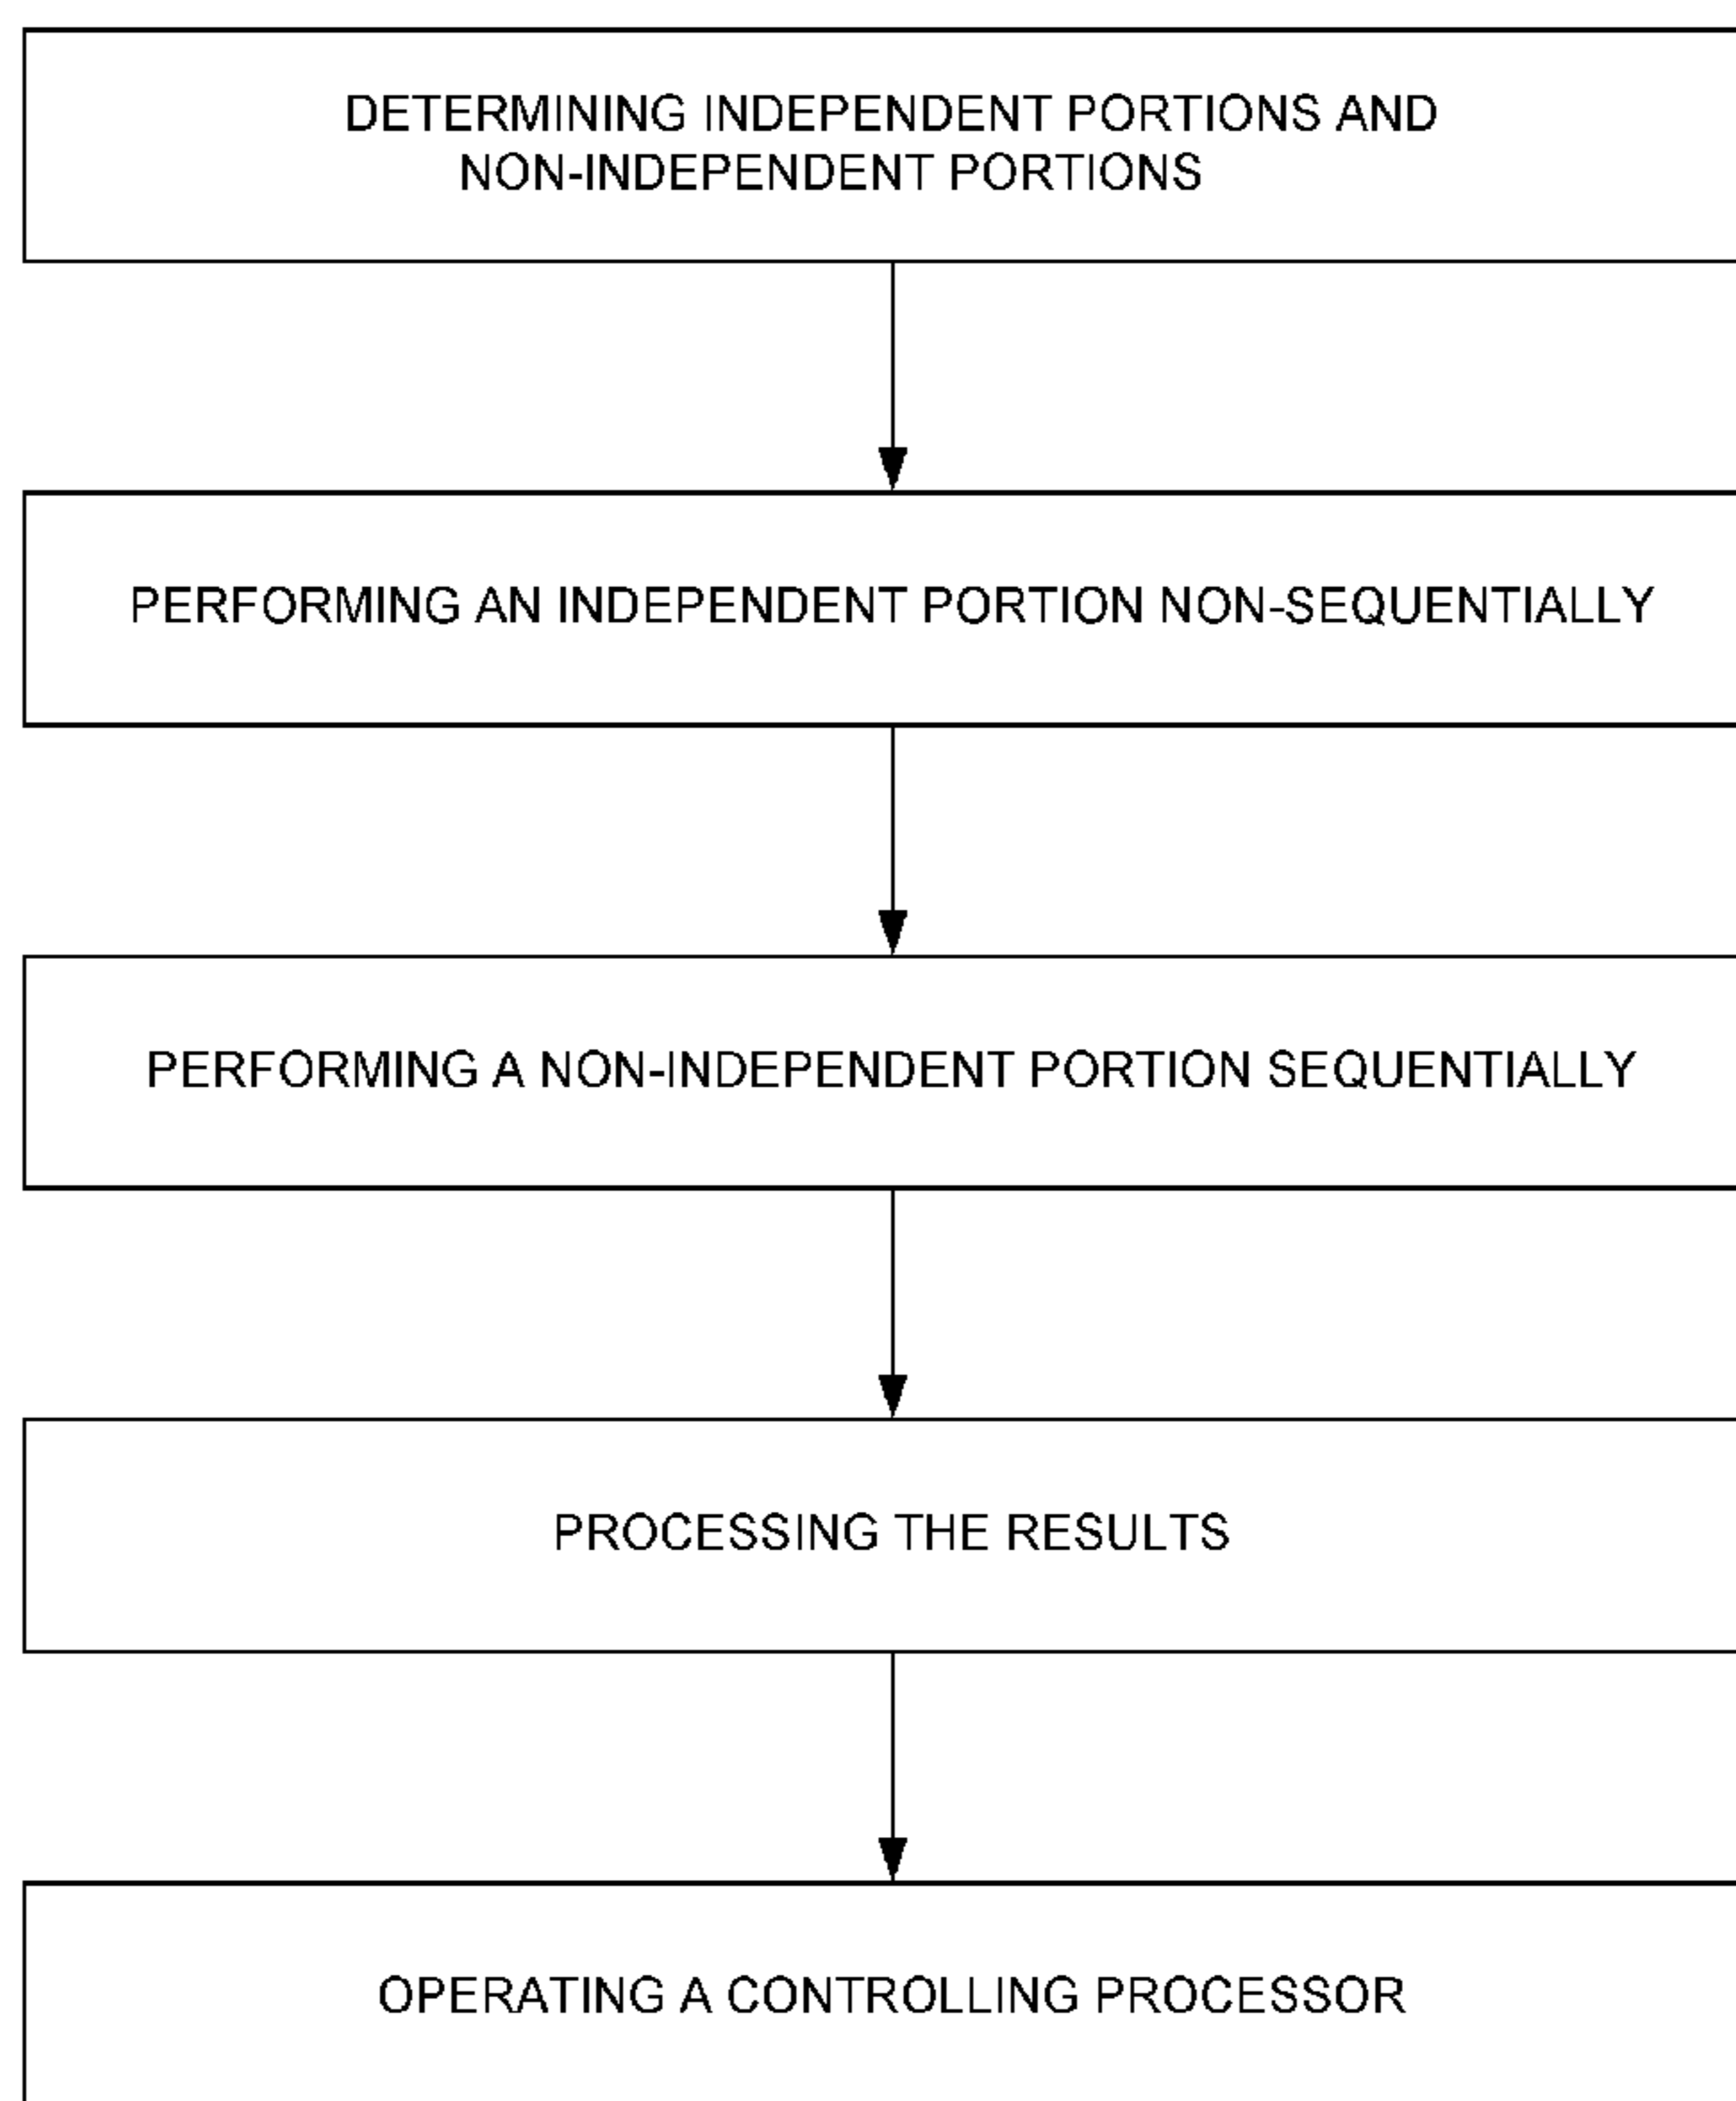 DETERMINING INDEPENDENT PORTIONS AND
NON-INDEPENDENT PORTIONS
PERFORMING AN INDEPENDENT PORTION NON-SEQUENTIALLY
PERFORMING A NON-INDEPENDENT PORTION SEQUENTIALLY
PROCESSING THE RESULTS
OPERATING A CONTROLLING PROCESSOR